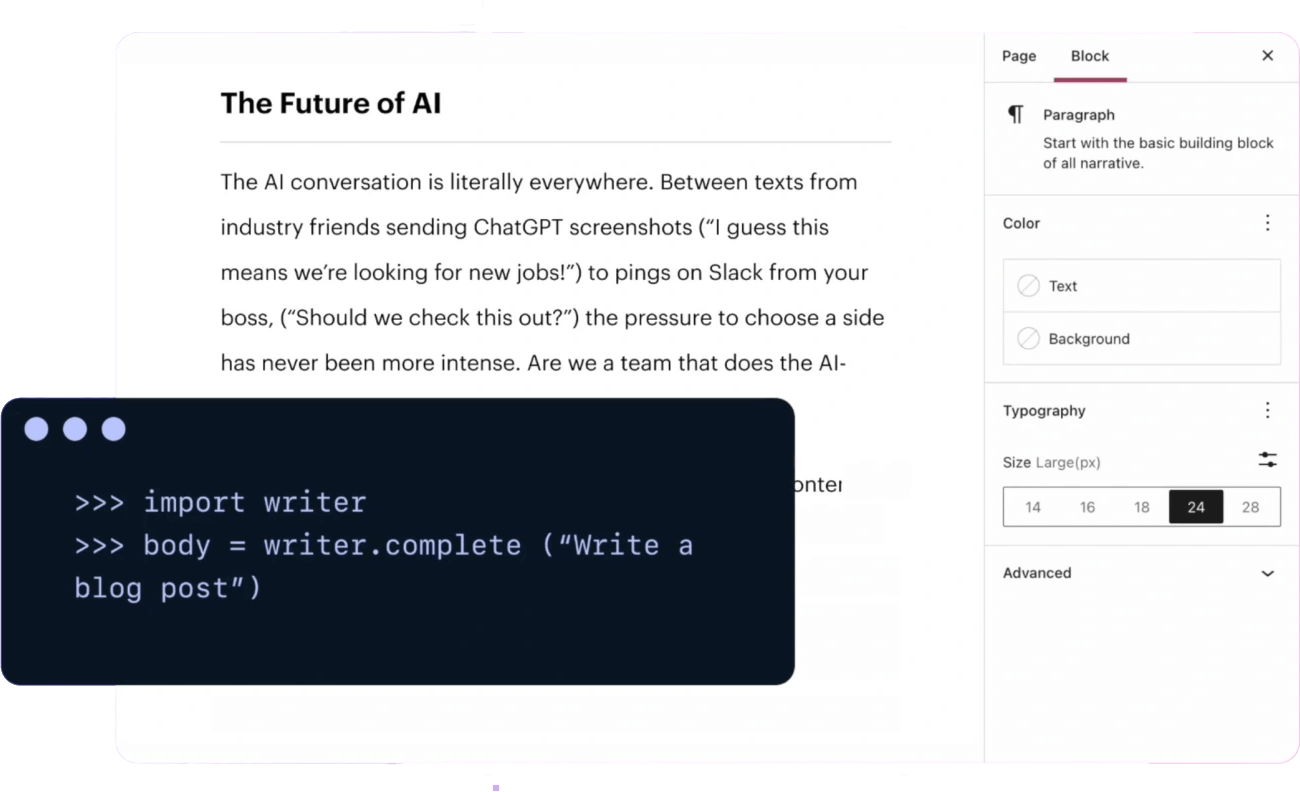 The Future of AI
The AI conversation is literally everywhere. Between texts from
industry friends sending ChatGPT screenshots (“I guess this
means we’re looking for new jobs!”) to pings on Slack from your
boss, (“Should we check this out?”) the pressure to choose a side
has never been more intense. Are we a team that does the AI-
>>> import writer
>>> body = writer.complete (“Write a
blog post”)
Page Block
Paragraph
Start with the basic building block
of all narrative.
Color
Text
Background
Typography
Size Large(px)
14 16 18 24 28
Advanced